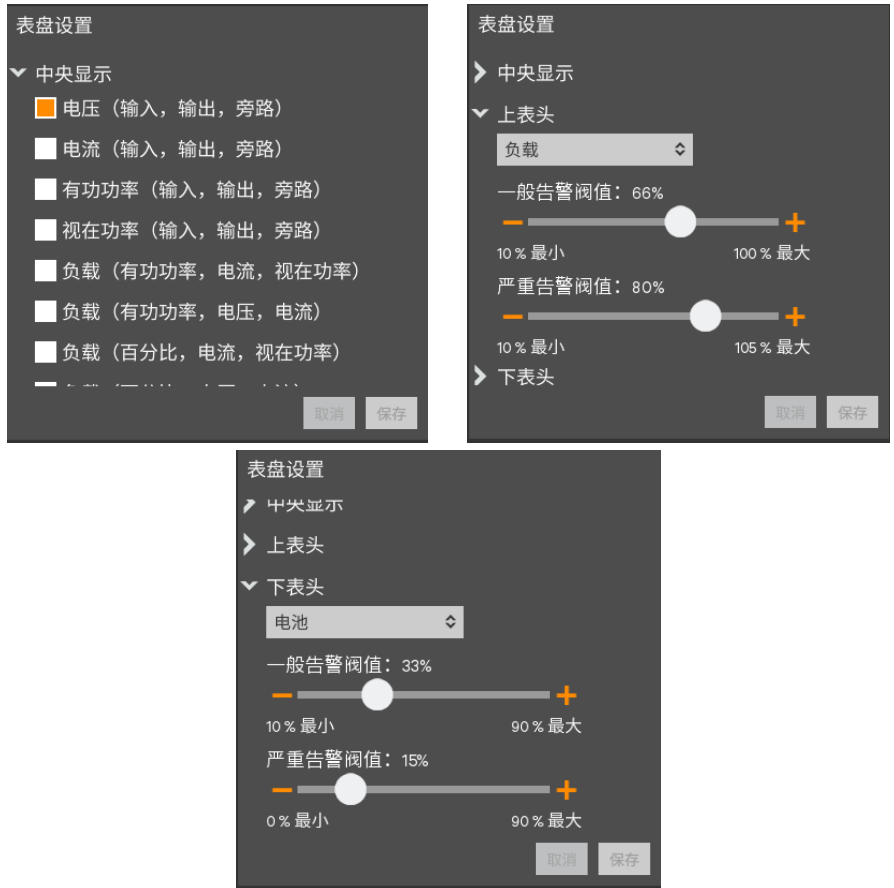 表盘设置
中央显示
电压（输入，输出，旁路）
电流（输入，输出，旁路）
有功功率（输入，输出，旁路）
视在功率（输入，输出，旁路）
负载（有功功率，电流，视在功率）
负载（有功功率，电压，电流）
负载（百分比，电流，视在功率）
取消 保存
表盘设置
中央显示
上表头
负载
一般告警阀值：66%
10 % 最小 100 % 最大
严重告警阀值：80%
10 % 最小 105 % 最大
下表头
取消 保存
表盘设置
中央显示
上表头
下表头
电池
一般告警阀值：33%
10 % 最小 90 % 最大
严重告警阀值：15%
0 % 最小 90 % 最大
取消 保存